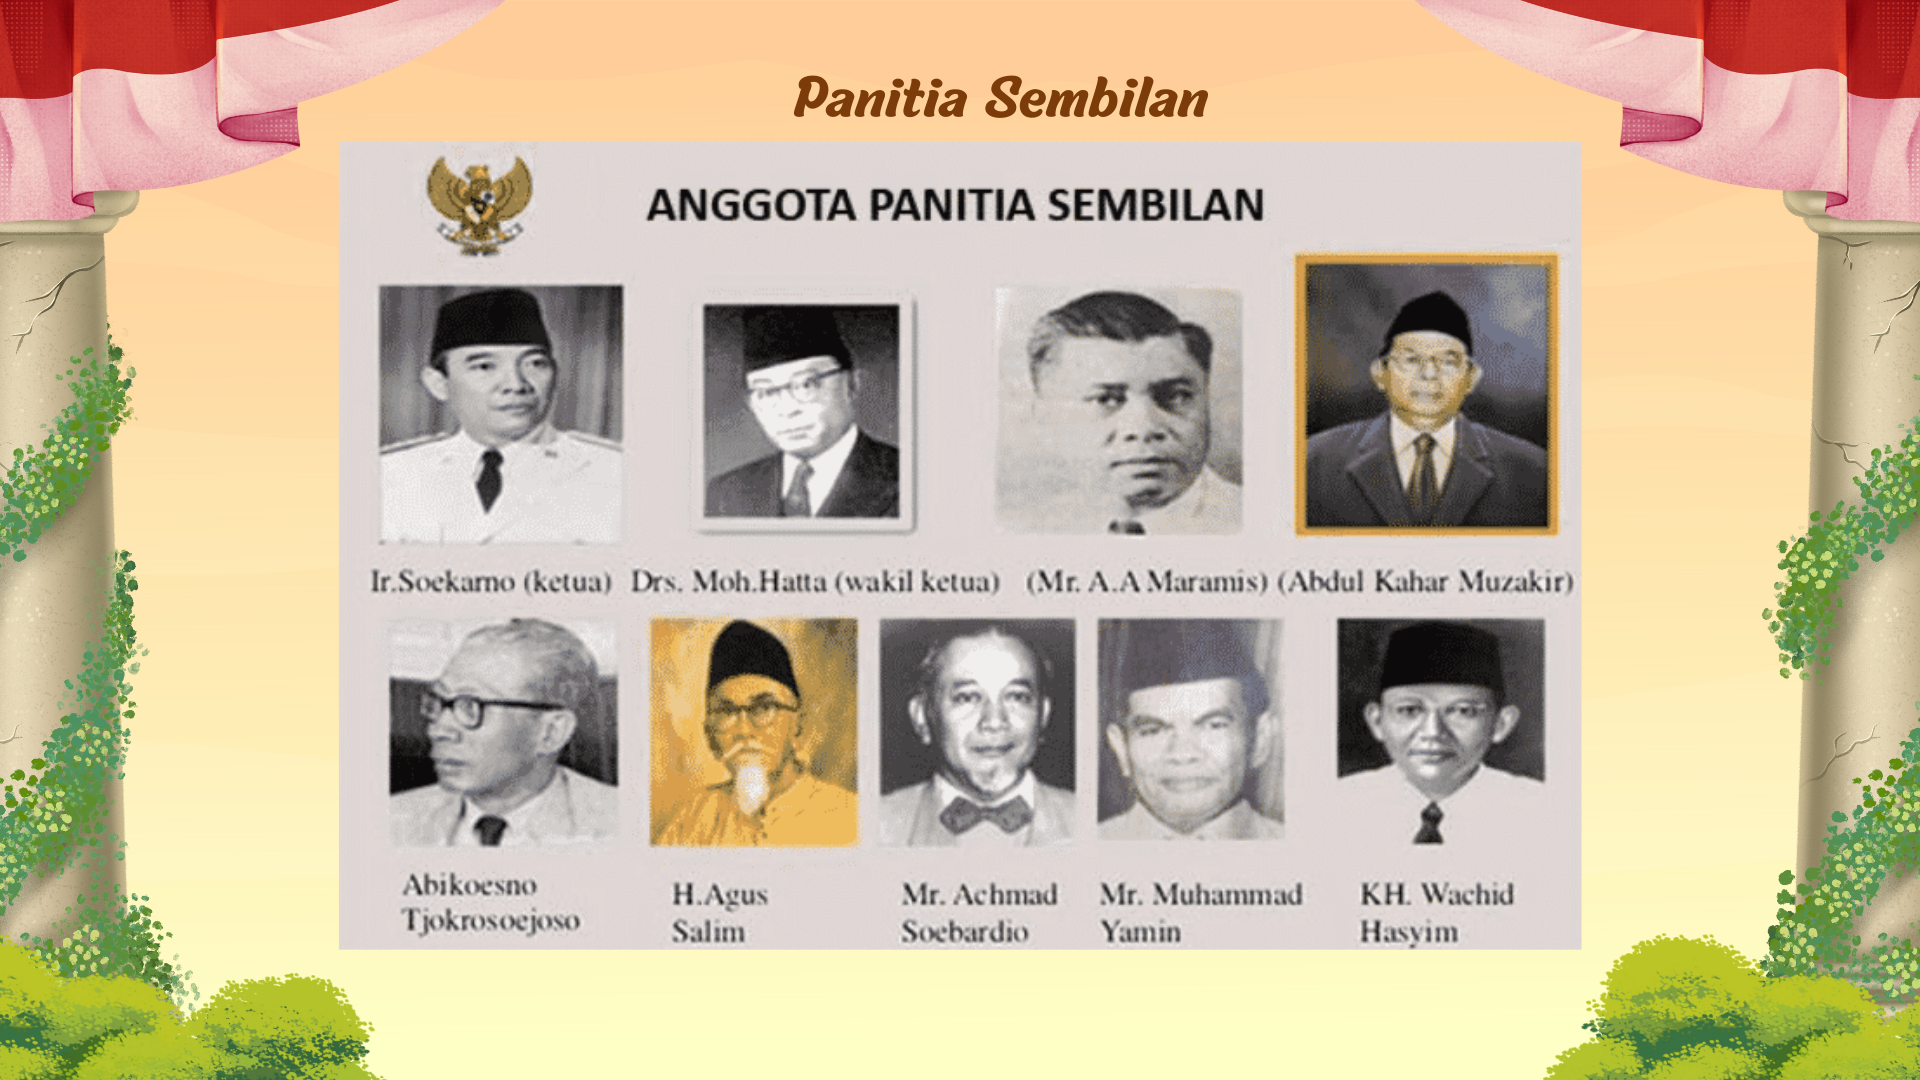 Panitia Sembilan
ANGGOTA PANITIA SEMBILAN
Ir.Soekarno (ketua)
Drs. Moh.Hatta (wakil ketua)
(Mr. A.A Maramis)
(Abdul Kahar Muzakir)
Abikoesno
Tjokrosoejoso
H.Agus
Salim
Mr. Achmad
Soebardio
Mr. Muhammad
Yamin
KH. Wachid
Hasyim